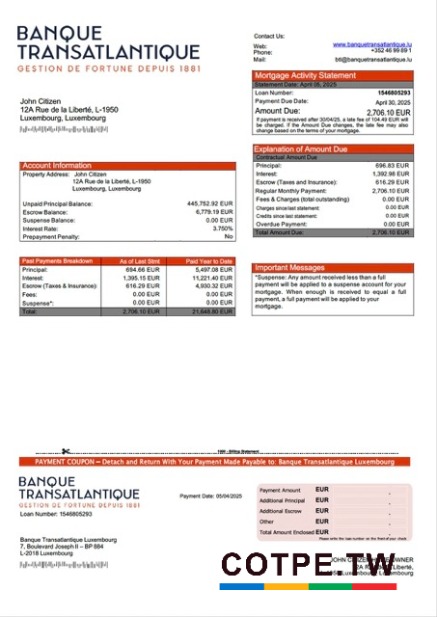 BANQUE
TRANSATLANTIQUE
GESTION DE FORTUNE DEPUIS 1881
Contact Us:
Web: www.banquetransatlantique.lu
Phone: +352 46 99 89 1
Mail: btl@banquetransatlantique.lu
John Citizen
12A Rue de la Liberté, L-1950
Luxembourg, Luxembourg
Mortgage Activity Statement
Statement Date: April 06, 2025
Loan Number: 1546805293
Payment Due Date: April 30, 2025
Amount Due: 2,706.10 EUR
If payment is received after 30/04/25, a late fee of 104.49 EUR will
be charged. If the Amount Due changes, the late fee may also
change based on the terms of your mortgage.
Account Information
Property Address: John Citizen
12A Rue de la Liberté, L-1950
Luxembourg, Luxembourg
Unpaid Principal Balance: 445,752.92 EUR
Escrow Balance: 6,779.19 EUR
Suspense Balance: 0.00 EUR
Interest Rate: 3.750%
Prepayment Penalty: No
Explanation of Amount Due
Contractual Amount Due
Principal: 696.83 EUR
Interest: 1,392.98 EUR
Escrow (Taxes and Insurance): 616.29 EUR
Regular Monthly Payment: 2,706.10 EUR
Fees & Charges (total outstanding): 0.00 EUR
Charges since last statement: 0.00 EUR
Credits since last statement: 0.00 EUR
Overdue Payment: 0.00 EUR
Total Amount Due: 2,706.10 EUR
Past Payments Breakdown As of Last Stmt Paid Year to Date
Principal: 694.66 EUR 5,497.08 EUR
Interest: 1,395.15 EUR 11,221.40 EUR
Escrow (Taxes & Insurance): 616.29 EUR 4,930.32 EUR
Fees: 0.00 EUR 0.00 EUR
Suspense*: 0.00 EUR 0.00 EUR
Total: 2,706.10 EUR 21,648.80 EUR
Important Messages
*Suspense: Any amount received less than a full
payment will be applied to a suspense account for your
mortgage. When enough is received to equal a full
payment, a full payment will be applied to your
mortgage.
PAYMENT COUPON – Detach and Return With Your Payment Made Payable to: Banque Transatlantique Luxembourg
BANQUE
TRANSATLANTIQUE
GESTION DE FORTUNE DEPUIS 1881
Loan Number: 1546805293
Payment Date: 05/04/2025
Payment Amount EUR
Additional Principal EUR
Additional Escrow EUR
Other EUR
Total Amount Enclosed EUR
Please write the loan number on the front of your check.
Banque Transatlantique Luxembourg
7, Boulevard Joseph II – BP 884
L-2018 Luxembourg
COTPE.TW